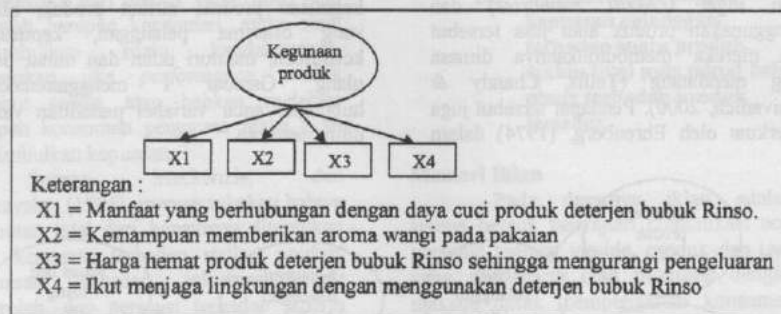 Kegunaan
produk
X1 X2 X3 X4
Keterangan :
X1 = Manfaat yang berhubungan dengan daya cuci produk deterjen bubuk Rinso.
X2 = Kemampuan memberikan aroma wangi pada pakaian
X3 = Harga hemat produk deterjen bubuk Rinso sehingga mengurangi pengeluaran
X4 = Ikut menjaga lingkungan dengan menggunakan deterjen bubuk Rinso